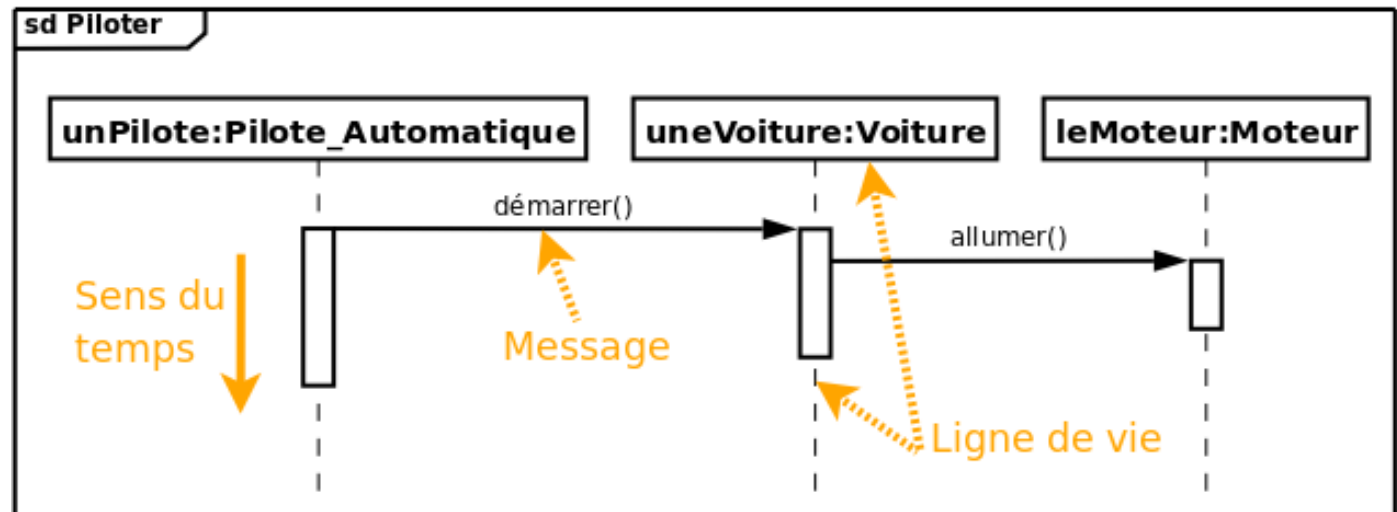 sd Piloter
unPilote:Pilote_Automatique
uneVoiture:Voiture
leMoteur:Moteur
démarrer()
allumer()
Sens du
temps
Message
Ligne de vie